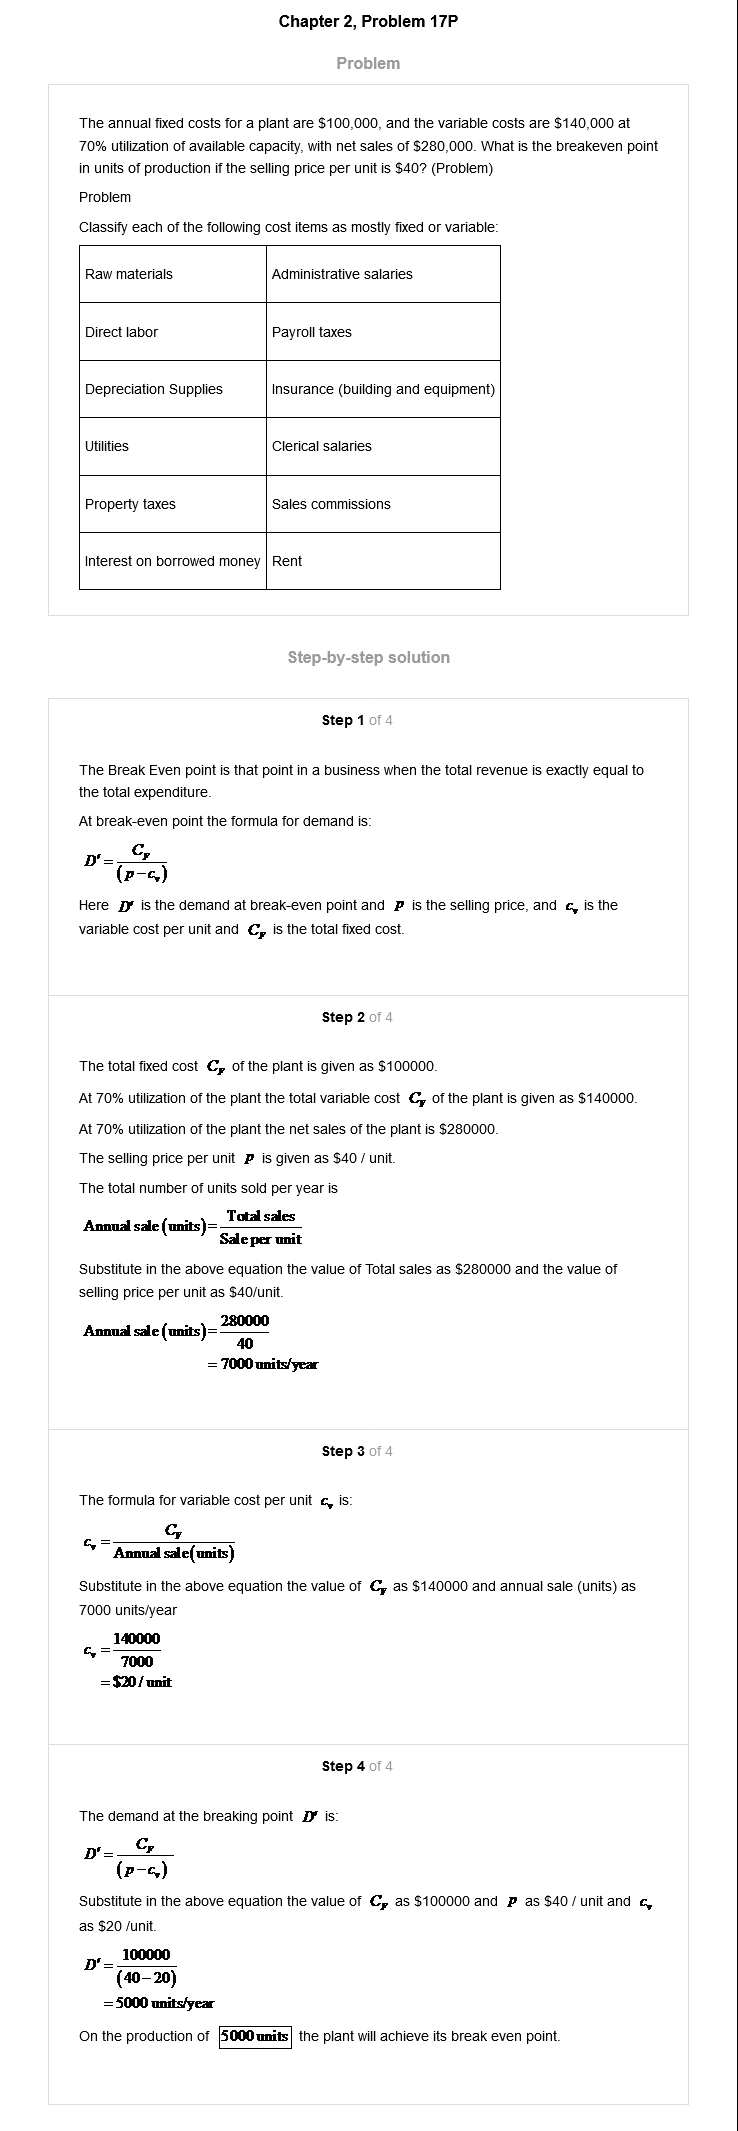 Chapter 2, Problem 17P
Problem
The annual fixed costs for a plant are $100,000, and the variable costs are $140,000 at
70% utilization of available capacity, with net sales of $280,000. What is the breakeven point
in units of production if the selling price per unit is $40? (Problem)
Problem
Classify each of the following cost items as mostly fixed or variable:
Raw materials
Administrative salaries
Direct labor
Payroll taxes
Depreciation Supplies
Insurance (building and equipment)
Utilities
Clerical salaries
Property taxes
Sales commissions
Interest on borrowed money
Rent
Step-by-step solution
Step 1 of 4
The Break Even point is that point in a business when the total revenue is exactly equal to
the total expenditure.
At break-even point the formula for demand is:
D' = C_F / (p − c_v)
Here D' is the demand at break-even point and p is the selling price, and c_v is the
variable cost per unit and C_F is the total fixed cost.
Step 2 of 4
The total fixed cost C_F of the plant is given as $100000.
At 70% utilization of the plant the total variable cost C_V of the plant is given as $140000.
At 70% utilization of the plant the net sales of the plant is $280000.
The selling price per unit p is given as $40 / unit.
The total number of units sold per year is
Annual sale (units) = Total sales / Sale per unit
Substitute in the above equation the value of Total sales as $280000 and the value of
selling price per unit as $40/unit.
Annual sale (units) = 280000 / 40
= 7000 units/year
Step 3 of 4
The formula for variable cost per unit c_v is:
c_v = C_V / Annual sale (units)
Substitute in the above equation the value of C_V as $140000 and annual sale (units) as
7000 units/year
c_v = 140000 / 7000
= $20 / unit
Step 4 of 4
The demand at the breaking point D' is:
D' = C_F / (p − c_v)
Substitute in the above equation the value of C_F as $100000 and p as $40 / unit and c_v
as $20 /unit.
D' = 100000 / (40 − 20)
= 5000 units/year
On the production of 5000 units the plant will achieve its break even point.